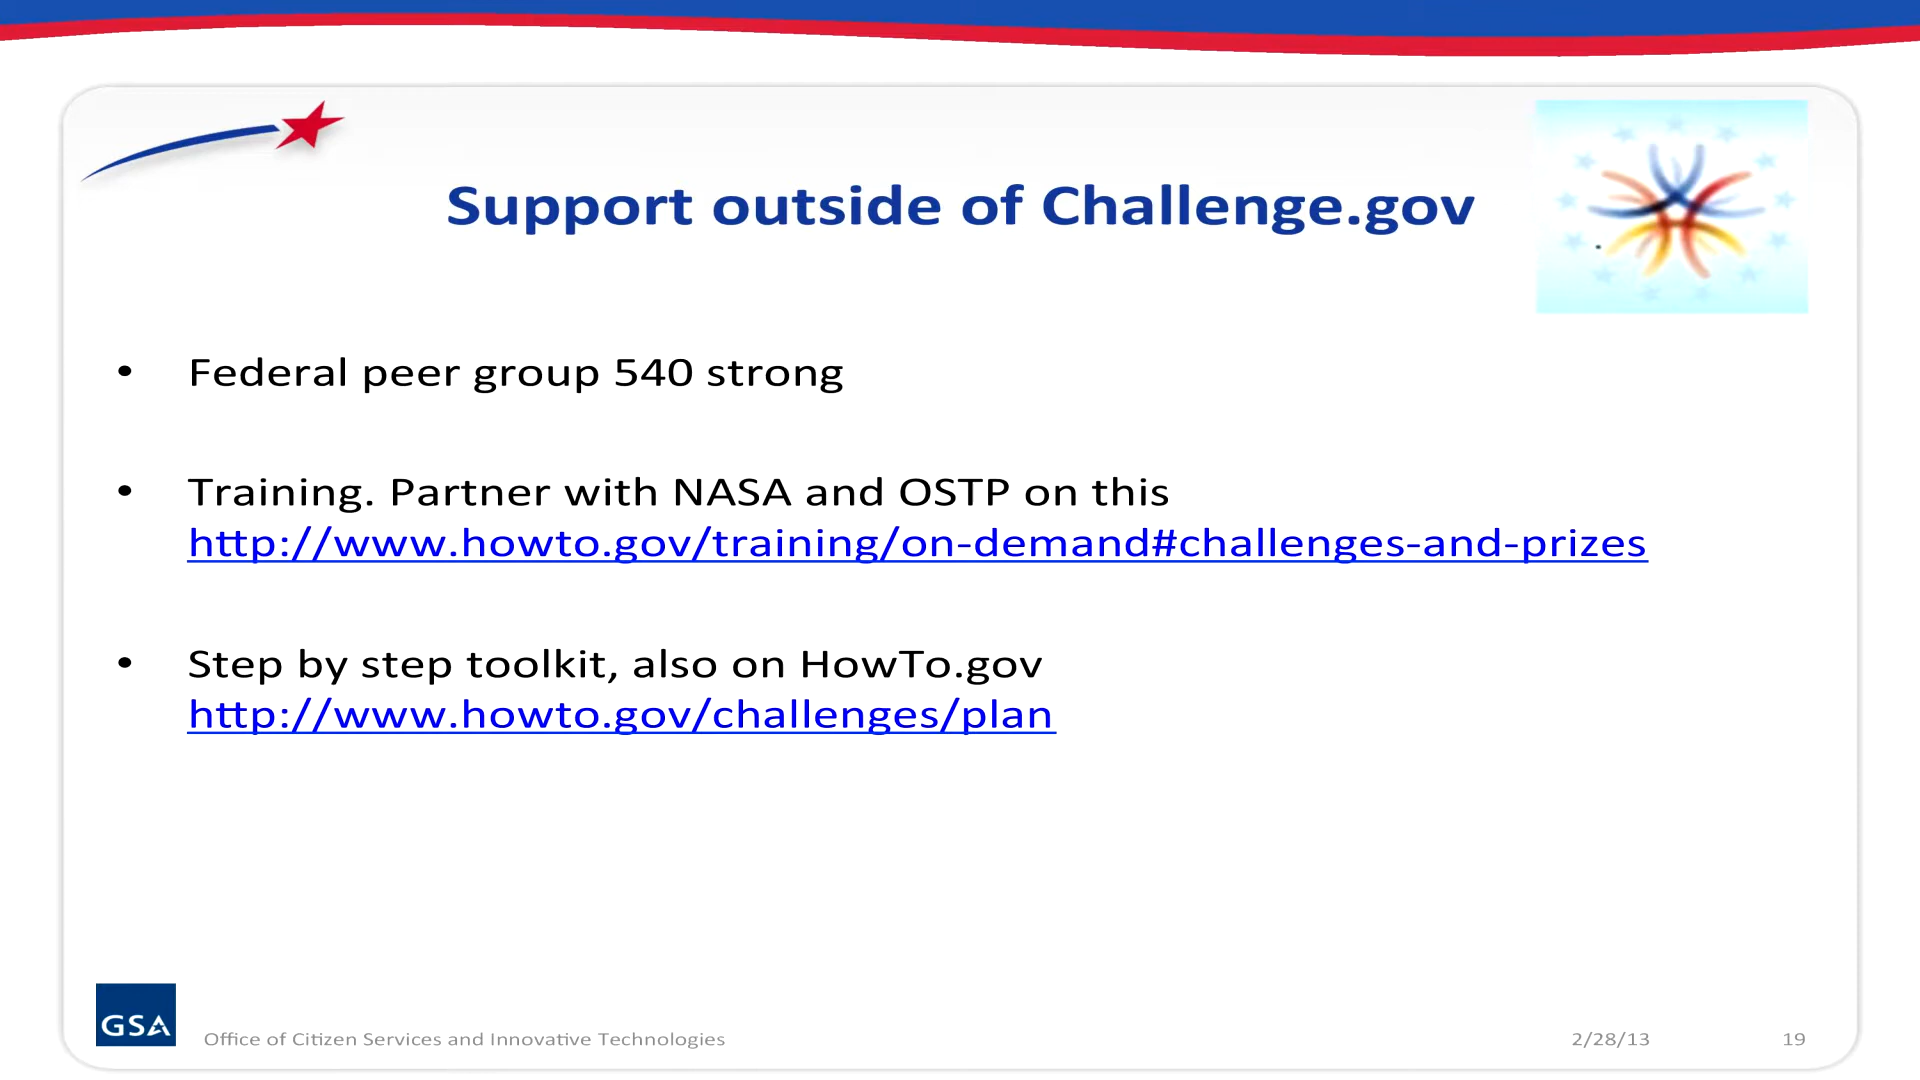 Support outside of Challenge.gov
• Federal peer group 540 strong
• Training. Partner with NASA and OSTP on this
http://www.howto.gov/training/on-demand#challenges-and-prizes
• Step by step toolkit, also on HowTo.gov
http://www.howto.gov/challenges/plan
GSA
Office of Citizen Services and Innovative Technologies
2/28/13
19